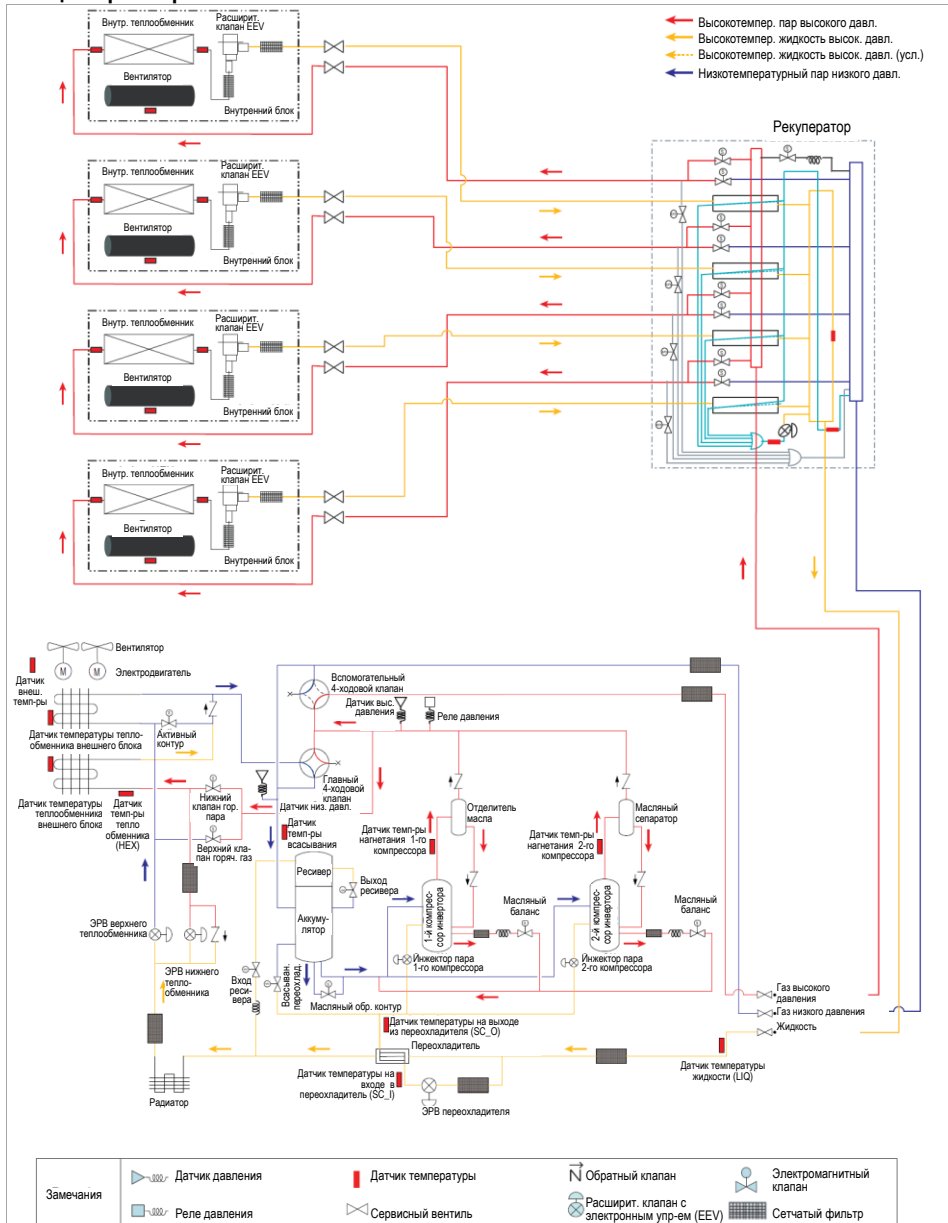 Внутр. теплообменник
Расширит.
клапан EEV
Вентилятор
Внутренний блок
Высокотемпер. пар высокого давл.
Высокотемпер. жидкость высок. давл.
Высокотемпер. жидкость высок. давл. (усл.)
Низкотемпературный пар низкого давл.
Рекуператор
Внутр. теплообменник
Расширит.
клапан EEV
Вентилятор
Внутренний блок
Внутр. теплообменник
Расширит.
клапан EEV
Вентилятор
Внутренний блок
Внутр. теплообменник
Расширит.
клапан EEV
Вентилятор
Внутренний блок
Вентилятор
M
M
Электродвигатель
Датчик
внеш.
темп-ры
Датчик температуры тепло-
обменника внешнего блока
Активный
контур
Вспомогательный
4-ходовой клапан
Датчик выс.
давления
Реле давления
Главный
4-ходовой
клапан
Датчик низ. давл.
Датчик температуры
теплообменника
внешнего блока
Датчик
темп-ры
тепло
обменника
(HEX)
Нижний
клапан гор.
пара
Верхний кла-
пан горяч. газ
Датчик
темп-ры
всасывания
Отделитель
масла
Датчик темп-ры
нагнетания 1-го
компрессора
Масляный
сепаратор
Датчик темп-ры
нагнетания 2-го
компрессора
Ресивер
Выход
ресивера
Аккуму-
лятор
1-й компрес-
сор инвертора
Масляный
баланс
2-й компрес-
сор инвертора
Масляный
баланс
ЭРВ верхнего
теплообменника
ЭРВ нижнего
тепло-
обменника
Вход
реси-
вера
Всасыван.
переохлад.
Инжектор пара
1-го компрессора
Инжектор пара
2-го компрессора
Масляный обр. контур
Газ высокого
давления
Газ низкого давления
Жидкость
Датчик температуры на выходе
из переохладителя (SC_O)
Переохладитель
Датчик температуры на
входе в
переохладитель (SC_I)
ЭРВ переохладителя
Датчик температуры
жидкости (LIQ)
Радиатор
Замечания
Датчик давления
Датчик температуры
Обратный клапан
Электромагнитный
клапан
Реле давления
Сервисный вентиль
Расширит. клапан с
электронным упр-ем (EEV)
Сетчатый фильтр